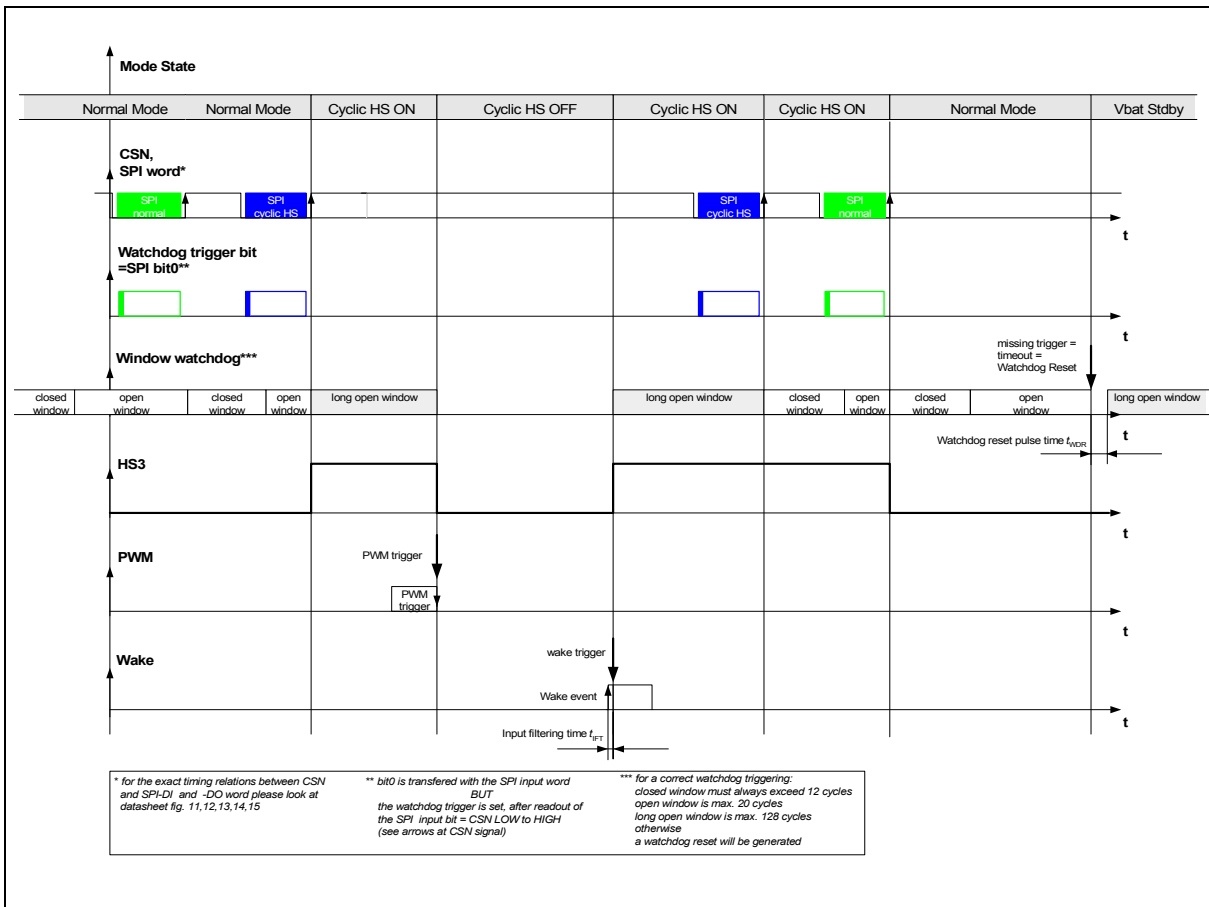 Mode State
Normal Mode Normal Mode Cyclic HS ON Cyclic HS OFF Cyclic HS ON Cyclic HS ON Normal Mode Vbat Stdby
CSN,
SPI word*
SPI normal
SPI cyclic HS
SPI cyclic HS
SPI normal
t
Watchdog trigger bit
=SPI bit0**
t
Window watchdog***
missing trigger =
timeout =
Watchdog Reset
closed window
open window
closed window
open window
long open window
long open window
closed window
open window
closed window
open window
long open window
t
Watchdog reset pulse time tWDR
HS3
t
PWM
PWM trigger
PWM trigger
t
Wake
wake trigger
Wake event
t
Input filtering time tIFT
* for the exact timing relations between CSN
and SPI-DI and -DO word please look at
datasheet fig. 11,12,13,14,15
** bit0 is transfered with the SPI input word
BUT
the watchdog trigger is set, after readout of
the SPI input bit = CSN LOW to HIGH
(see arrows at CSN signal)
*** for a correct watchdog triggering:
closed window must always exceed 12 cycles
open window is max. 20 cycles
long open window is max. 128 cycles
otherwise
a watchdog reset will be generated